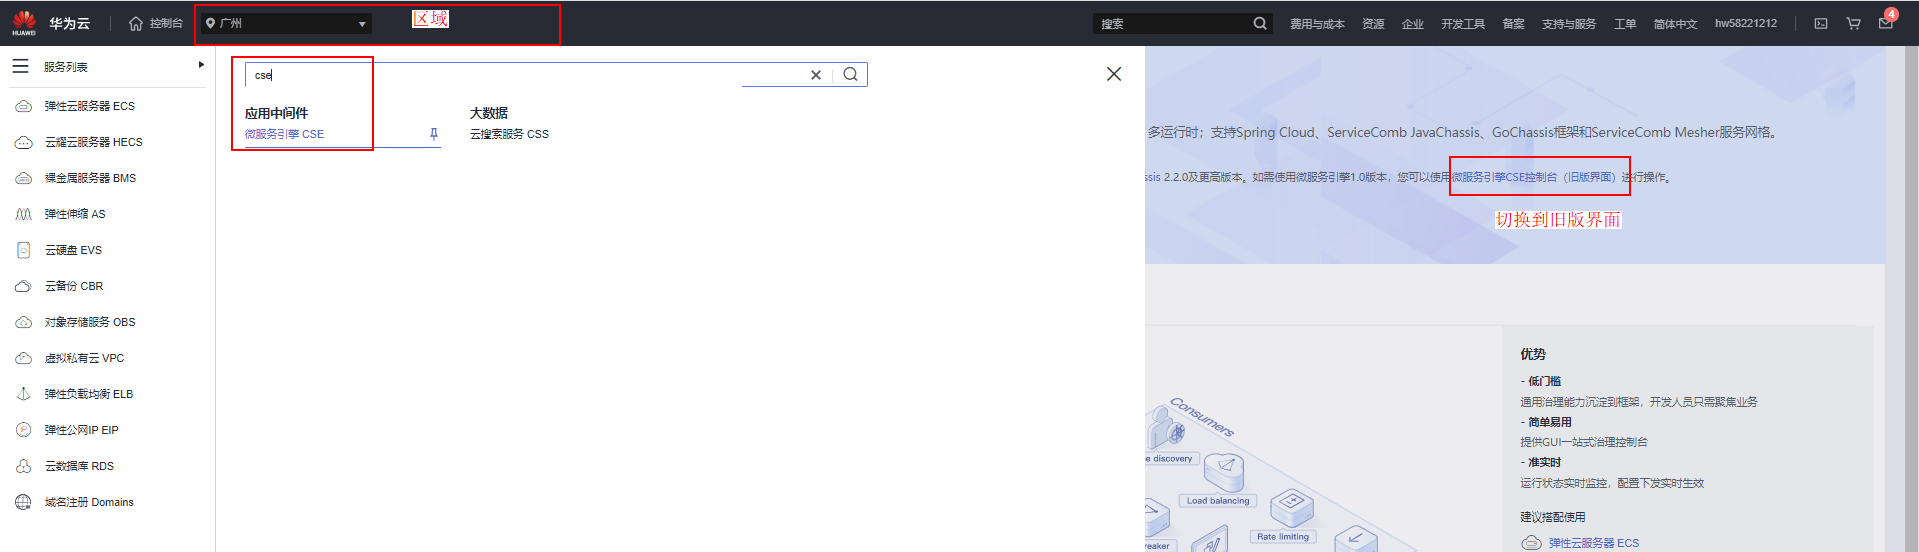 HUAWEI
华为云
控制台
广州
区域
搜索
费用与成本
资源
企业
开发工具
备案
支持与服务
工单
简体中文
hw58221212
4
服务列表
弹性云服务器 ECS
云耀云服务器 HECS
裸金属服务器 BMS
弹性伸缩 AS
云硬盘 EVS
云备份 CBR
对象存储服务 OBS
虚拟私有云 VPC
弹性负载均衡 ELB
弹性公网IP EIP
云数据库 RDS
域名注册 Domains
cse
应用中间件
微服务引擎 CSE
大数据
云搜索服务 CSS
多运行时；支持Spring Cloud、ServiceComb JavaChassis、GoChassis框架和ServiceComb Mesher服务网格。
ssis 2.2.0及更高版本。如需使用微服务引擎1.0版本，您可以使用微服务引擎CSE控制台（旧版界面）进行操作。
切换到旧版界面
Consumers
e discovery
Load balancing
Rate limiting
eaker
优势
- 低门槛
通用治理能力沉淀到框架，开发人员只需聚焦业务
- 简单易用
提供GUI一站式治理控制台
- 准实时
运行状态实时监控，配置下发实时生效
建议搭配使用
弹性云服务器 ECS